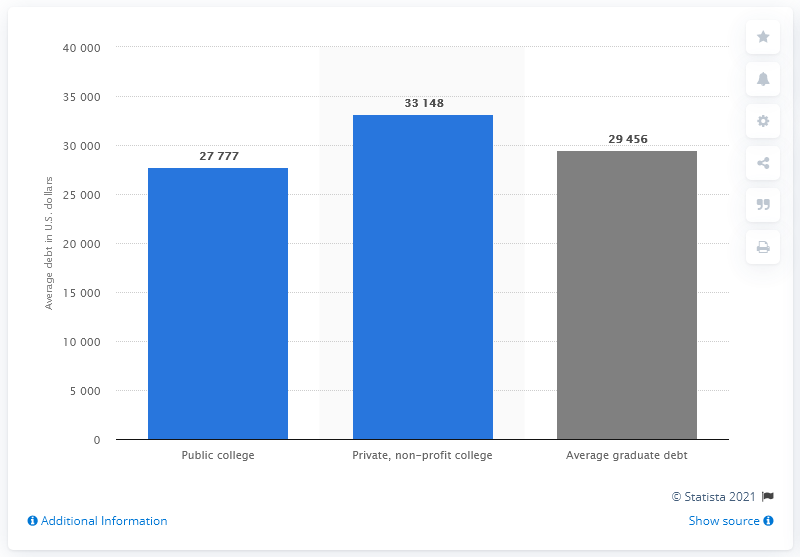 40 000
35 000
30 000
25 000
20 000
15 000
10 000
5 000
0
Average debt in U.S. dollars
27 777
33 148
29 456
Public college
Private, non-profit college
Average graduate debt
© Statista 2021
Additional Information
Show source